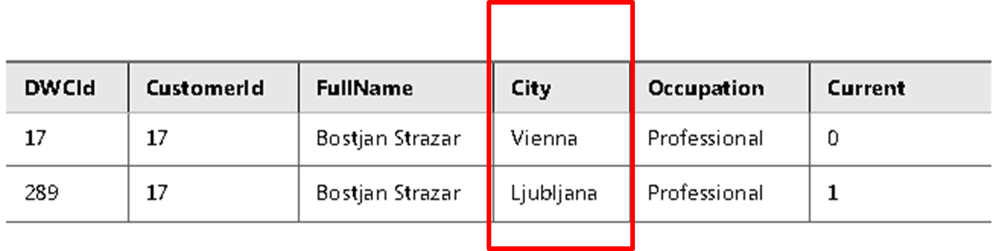 DWCId CustomerId FullName City Occupation Current
17 17 Bostjan Strazar Vienna Professional 0
289 17 Bostjan Strazar Ljubljana Professional 1